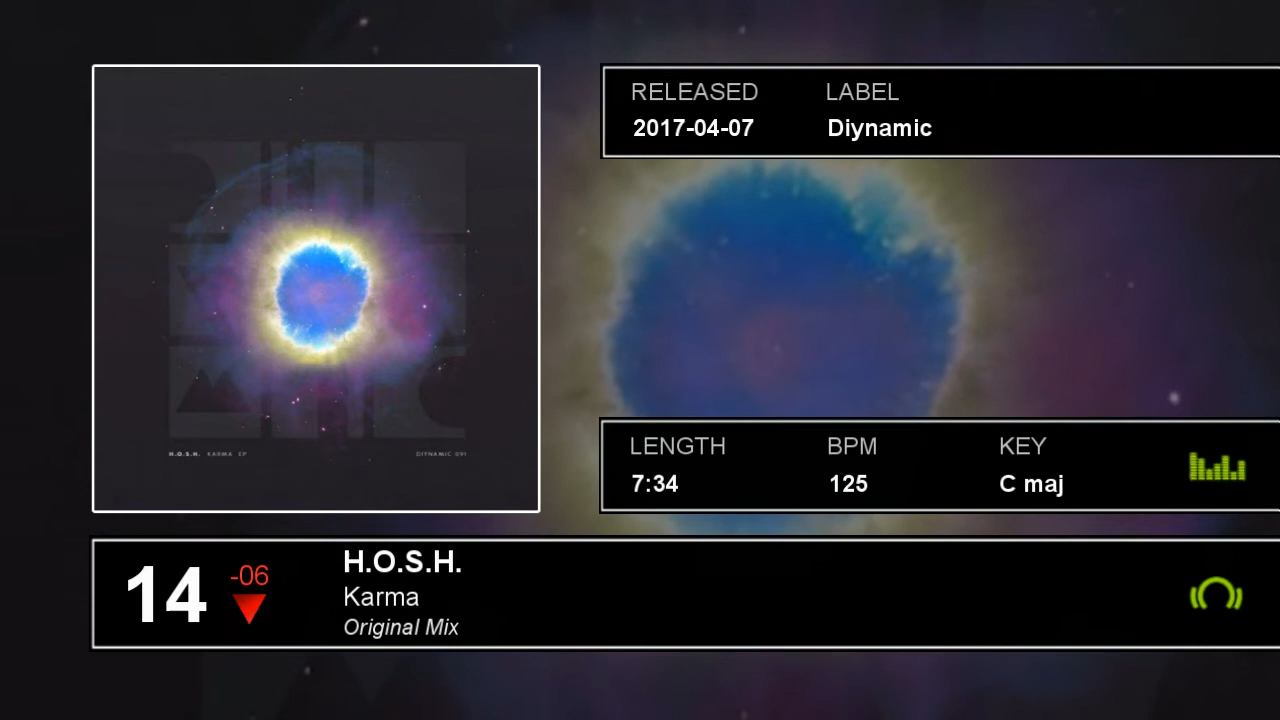 RELEASED LABEL
2017-04-07 Diynamic
H.O.S.H. KARMA EP DIYNAMIC 091
LENGTH BPM KEY
7:34 125 C maj
14 -06
H.O.S.H.
Karma
Original Mix